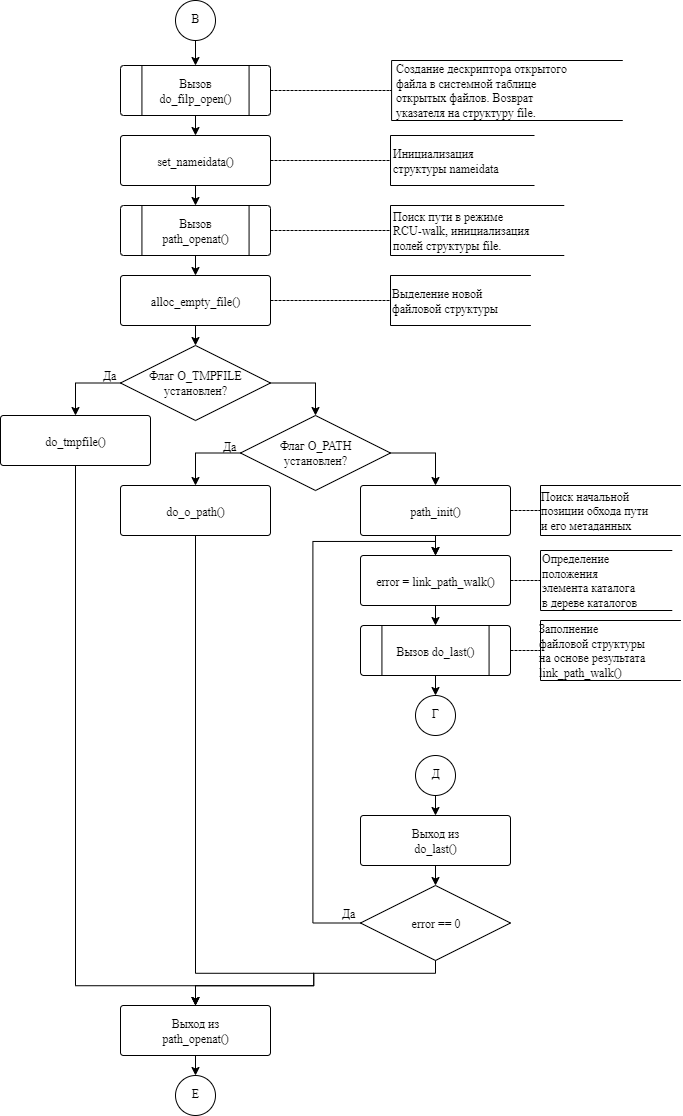 В
Вызов
do_filp_open()
Создание дескриптора открытого
файла в системной таблице
открытых файлов. Возврат
указателя на структуру file.
set_nameidata()
Инициализация
структуры nameidata
Вызов
path_openat()
Поиск пути в режиме
RCU-walk, инициализация
полей структуры file.
alloc_empty_file()
Выделение новой
файловой структуры
Да
Флаг O_TMPFILE
установлен?
do_tmpfile()
Да
Флаг O_PATH
установлен?
do_o_path()
path_init()
Поиск начальной
позиции обхода пути
и его метаданных
error = link_path_walk()
Определение
положения
элемента каталога
в дереве каталогов
Вызов do_last()
Заполнение
файловой структуры
на основе результата
link_path_walk()
Г
Д
Выход из
do_last()
Да
error == 0
Выход из
path_openat()
Е